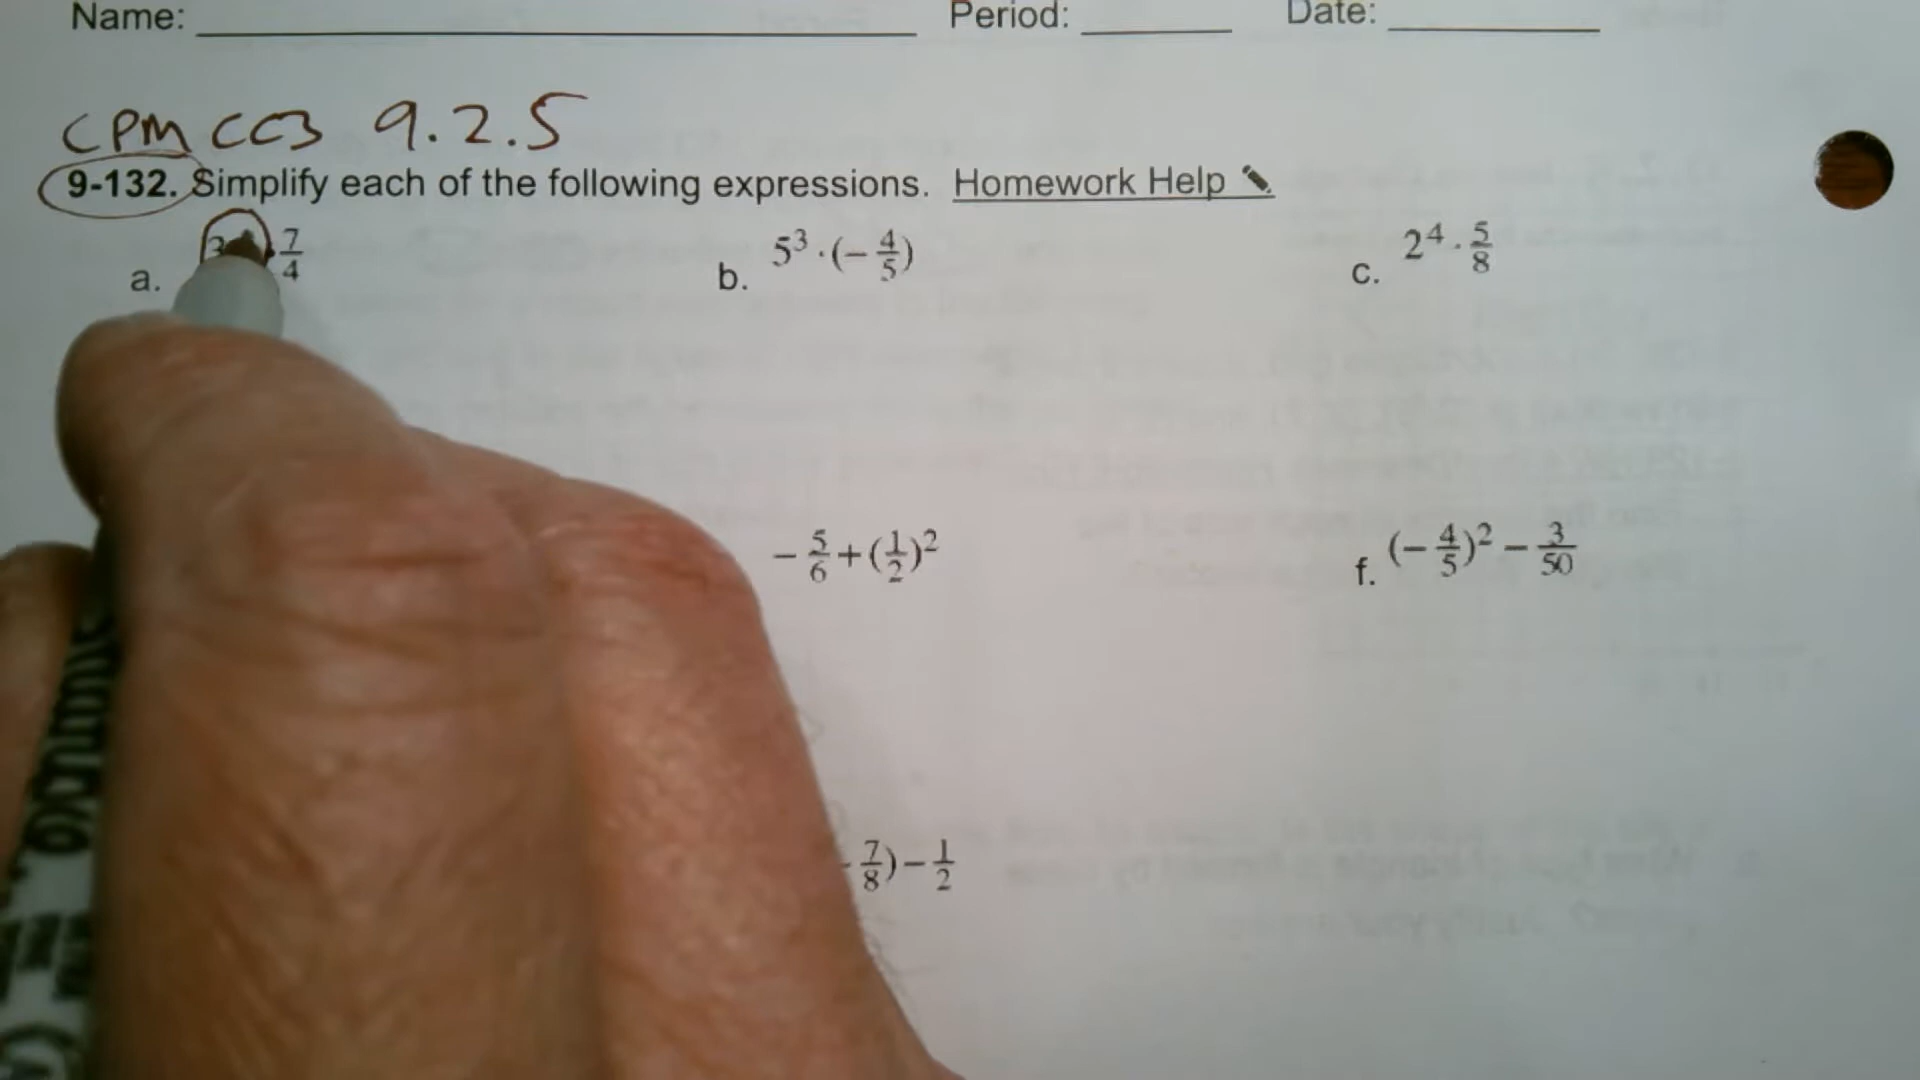 Name: Period: Date:
CPM CC3 9.2.5
9-132. Simplify each of the following expressions. Homework Help ✎
a. 7/4
b. 5³ · (− 4/5)
c. 2⁴ · 5/8
− 5/6 + (1/2)²
f. (− 4/5)² − 3/50
7/8) − 1/2